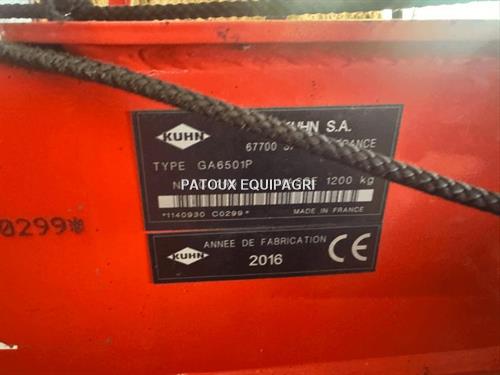 KUHN
KUHN S.A.
67700
TYPE GA6501P
1200 kg
PATOUX EQUIPAGRI
*1140930 C0299*
MADE IN FRANCE
0299*
KUHN
ANNEE DE FABRICATION
2016
CE